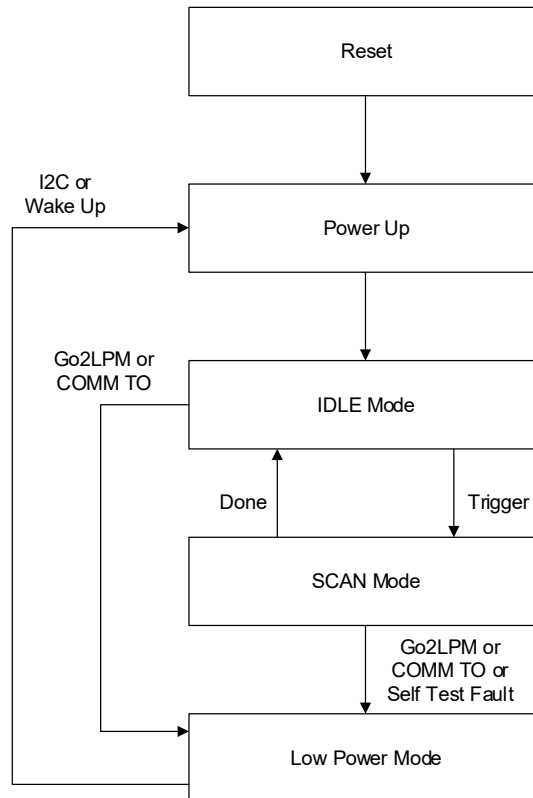 Reset
I2C or
Wake Up
Power Up
Go2LPM or
COMM TO
IDLE Mode
Done
Trigger
SCAN Mode
Go2LPM or
COMM TO or
Self Test Fault
Low Power Mode